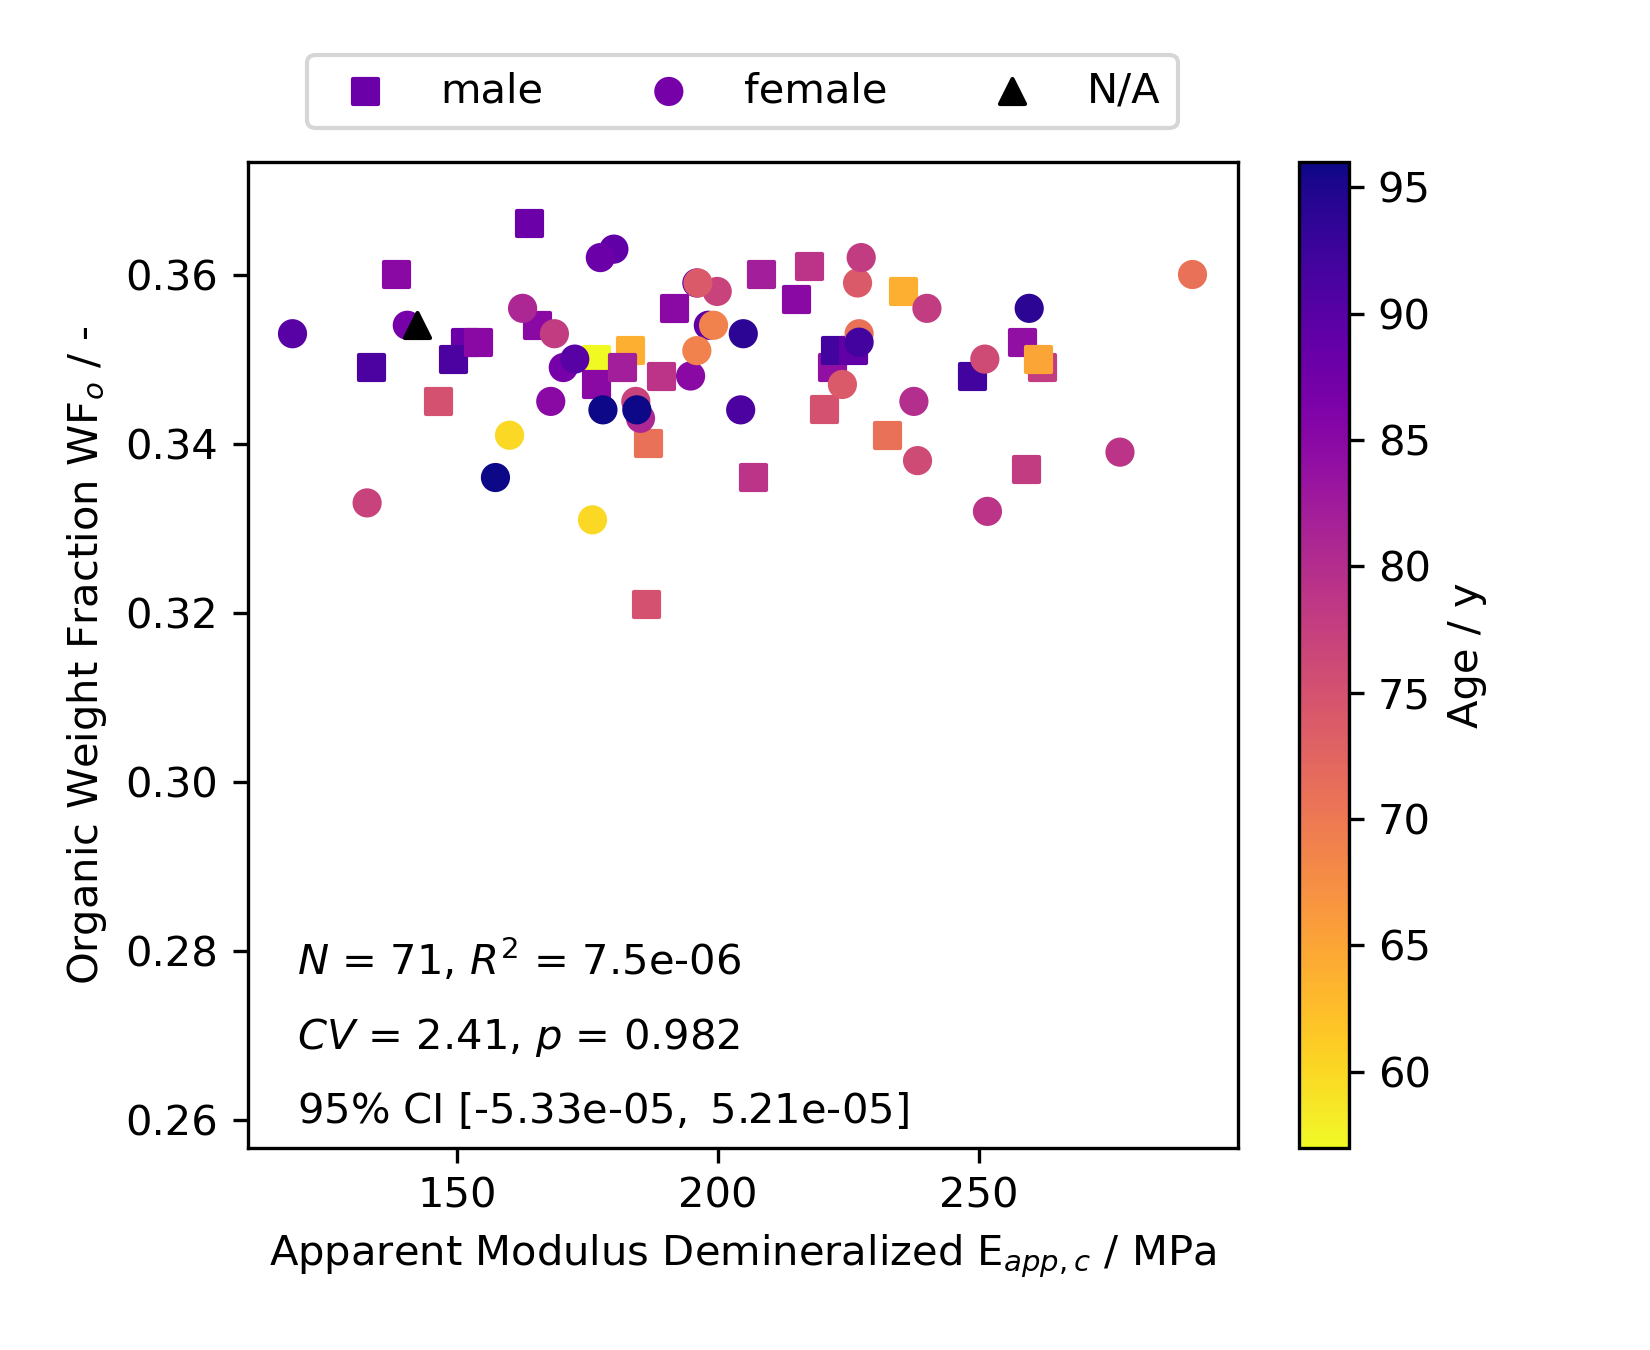 male female N/A
Organic Weight Fraction WFₒ / -
0.36
0.34
0.32
0.30
0.28
0.26
N = 71, R² = 7.5e-06
CV = 2.41, p = 0.982
95% CI [-5.33e-05, 5.21e-05]
150 200 250
Apparent Modulus Demineralized E_app,c / MPa
95
90
85
80
75
70
65
60
Age / y